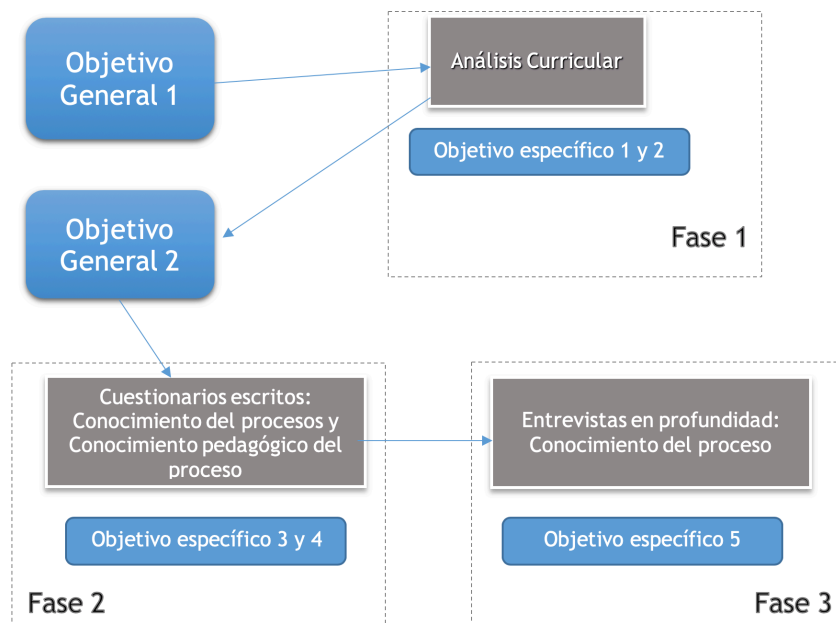 Objetivo
General 1
Análisis Curricular
Objetivo específico 1 y 2
Fase 1
Objetivo
General 2
Cuestionarios escritos:
Conocimiento del procesos y
Conocimiento pedagógico del
proceso
Objetivo específico 3 y 4
Fase 2
Entrevistas en profundidad:
Conocimiento del proceso
Objetivo específico 5
Fase 3